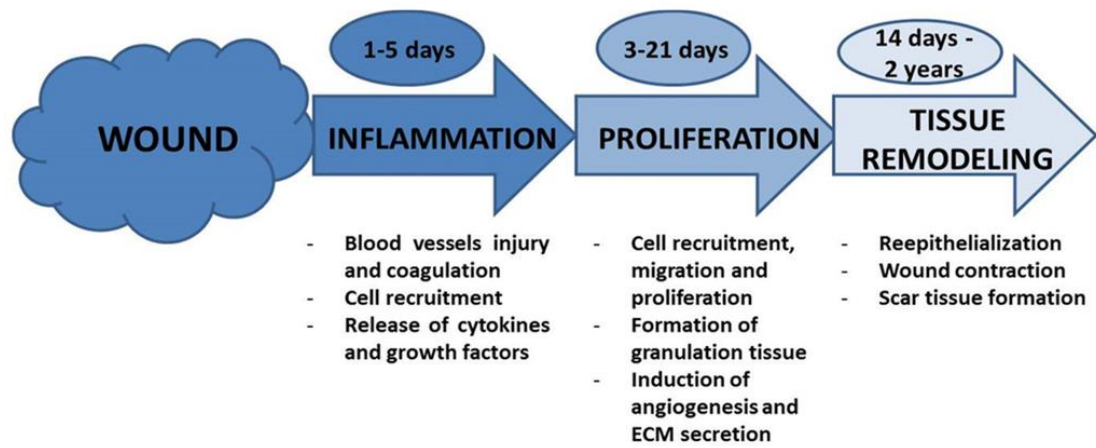 WOUND
1-5 days
INFLAMMATION
- Blood vessels injury
and coagulation
- Cell recruitment
- Release of cytokines
and growth factors
3-21 days
PROLIFERATION
- Cell recruitment,
migration and
proliferation
- Formation of
granulation tissue
- Induction of
angiogenesis and
ECM secretion
14 days -
2 years
TISSUE
REMODELING
- Reepithelialization
- Wound contraction
- Scar tissue formation